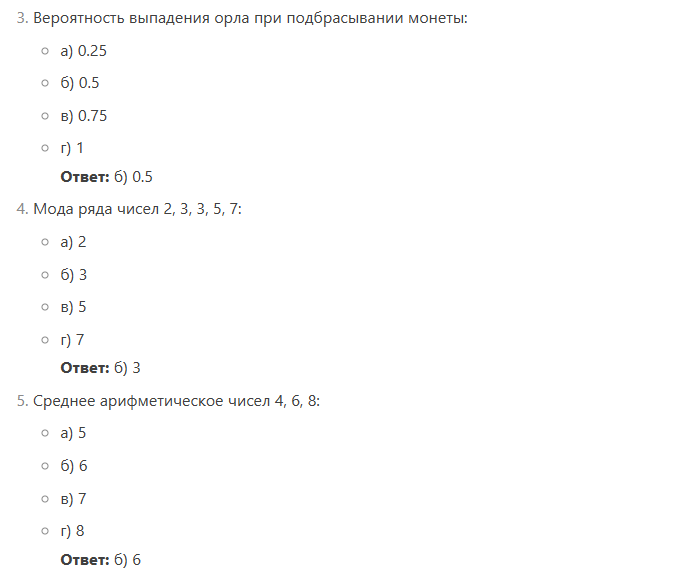 3. Вероятность выпадения орла при подбрасывании монеты:
а) 0.25
б) 0.5
в) 0.75
г) 1
Ответ: б) 0.5
4. Мода ряда чисел 2, 3, 3, 5, 7:
а) 2
б) 3
в) 5
г) 7
Ответ: б) 3
5. Среднее арифметическое чисел 4, 6, 8:
а) 5
б) 6
в) 7
г) 8
Ответ: б) 6